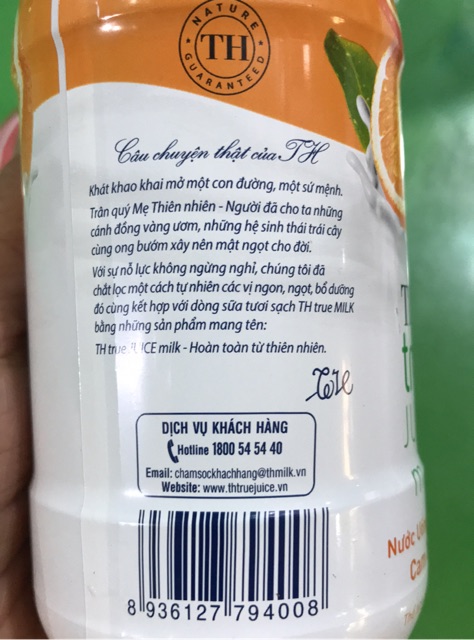 NATURE
TH
GUARANTEED
Câu chuyện thật của TH
Khát khao khai mở một con đường, một sứ mệnh.
Trân quý Mẹ Thiên nhiên - Người đã cho ta những
cánh đồng vàng ươm, những hệ sinh thái trái cây
cùng ong bướm xây nên mật ngọt cho đời.
Với sự nỗ lực không ngừng nghỉ, chúng tôi đã
chắt lọc một cách tự nhiên các vị ngon, ngọt, bổ dưỡng
đó cùng kết hợp với dòng sữa tươi sạch TH true MILK
bằng những sản phẩm mang tên:
TH true JUICE milk - Hoàn toàn từ thiên nhiên.
DỊCH VỤ KHÁCH HÀNG
Hotline 1800 54 54 40
Email: chamsockhachhang@thmilk.vn
Website: www.thtruejuice.vn
8 936127 794008
Nước